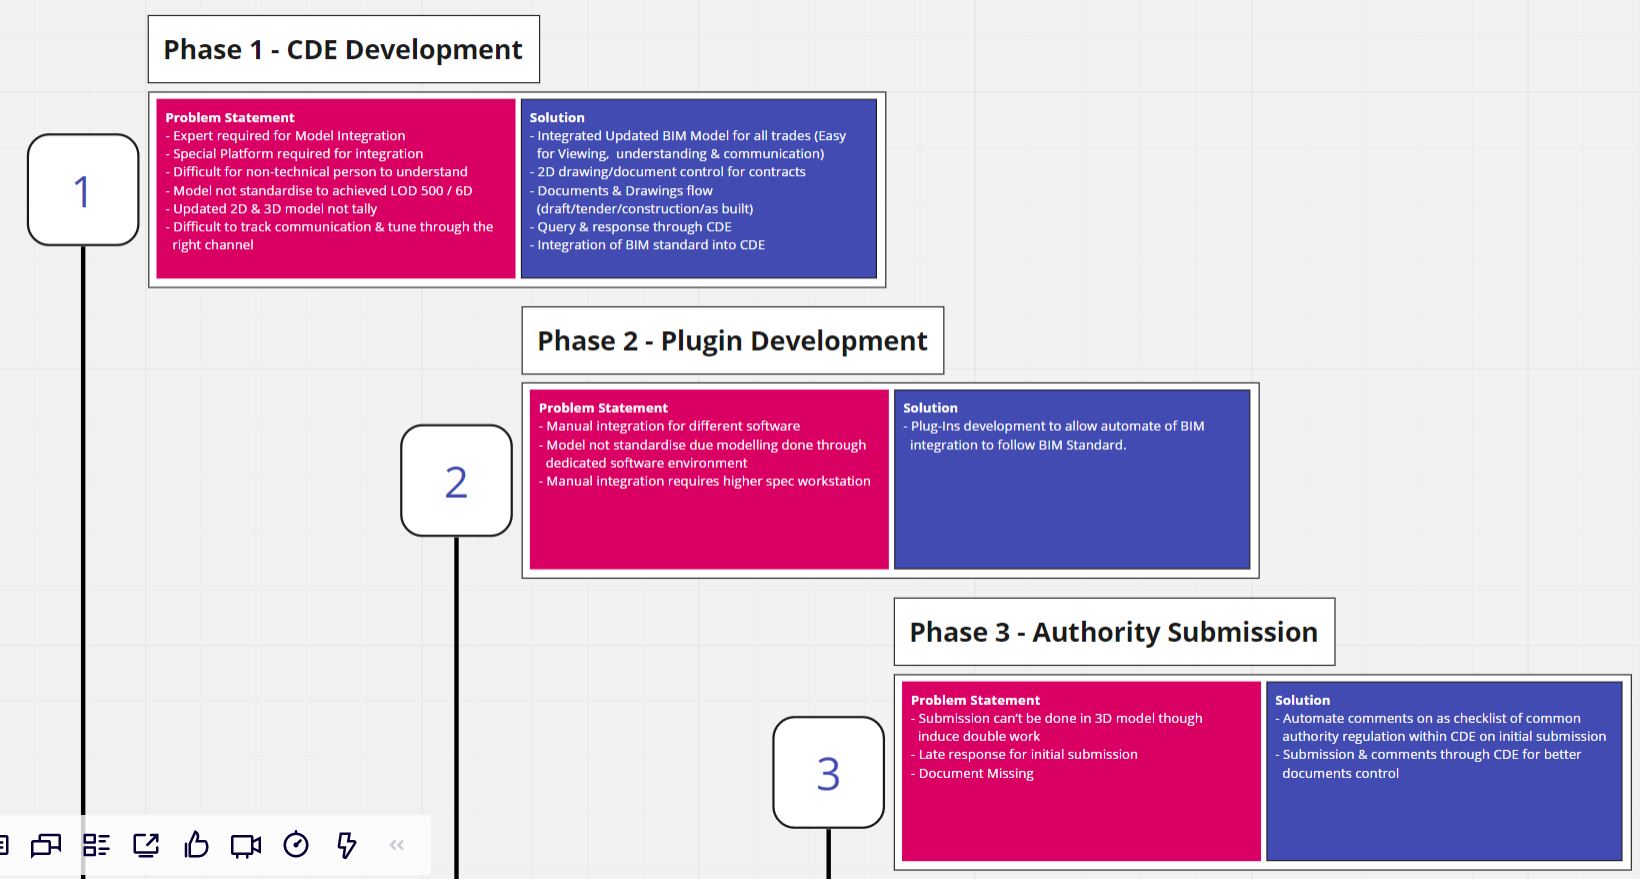 Phase 1 - CDE Development
1
Problem Statement
- Expert required for Model Integration
- Special Platform required for integration
- Difficult for non-technical person to understand
- Model not standardise to achieved LOD 500 / 6D
- Updated 2D & 3D model not tally
- Difficult to track communication & tune through the
right channel
Solution
- Integrated Updated BIM Model for all trades (Easy
for Viewing, understanding & communication)
- 2D drawing/document control for contracts
- Documents & Drawings flow
(draft/tender/construction/as built)
- Query & response through CDE
- Integration of BIM standard into CDE
Phase 2 - Plugin Development
2
Problem Statement
- Manual integration for different software
- Model not standardise due modelling done through
dedicated software environment
- Manual integration requires higher spec workstation
Solution
- Plug-Ins development to allow automate of BIM
integration to follow BIM Standard.
Phase 3 - Authority Submission
3
Problem Statement
- Submission can't be done in 3D model though
induce double work
- Late response for initial submission
- Document Missing
Solution
- Automate comments on as checklist of common
authority regulation within CDE on initial submission
- Submission & comments through CDE for better
documents control